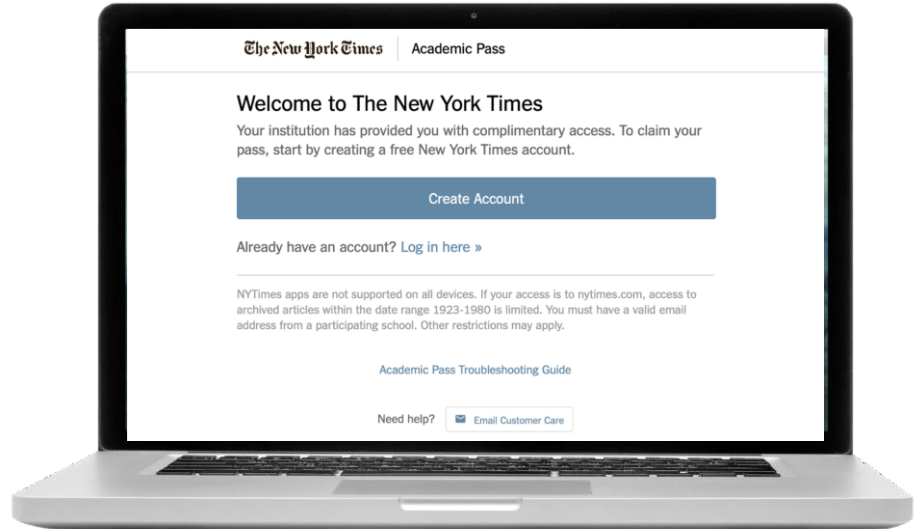 The New York Times Academic Pass
Welcome to The New York Times
Your institution has provided you with complimentary access. To claim your
pass, start by creating a free New York Times account.
Create Account
Already have an account? Log in here »
NYTimes apps are not supported on all devices. If your access is to nytimes.com, access to
archived articles within the date range 1923-1980 is limited. You must have a valid email
address from a participating school. Other restrictions may apply.
Academic Pass Troubleshooting Guide
Need help? Email Customer Care